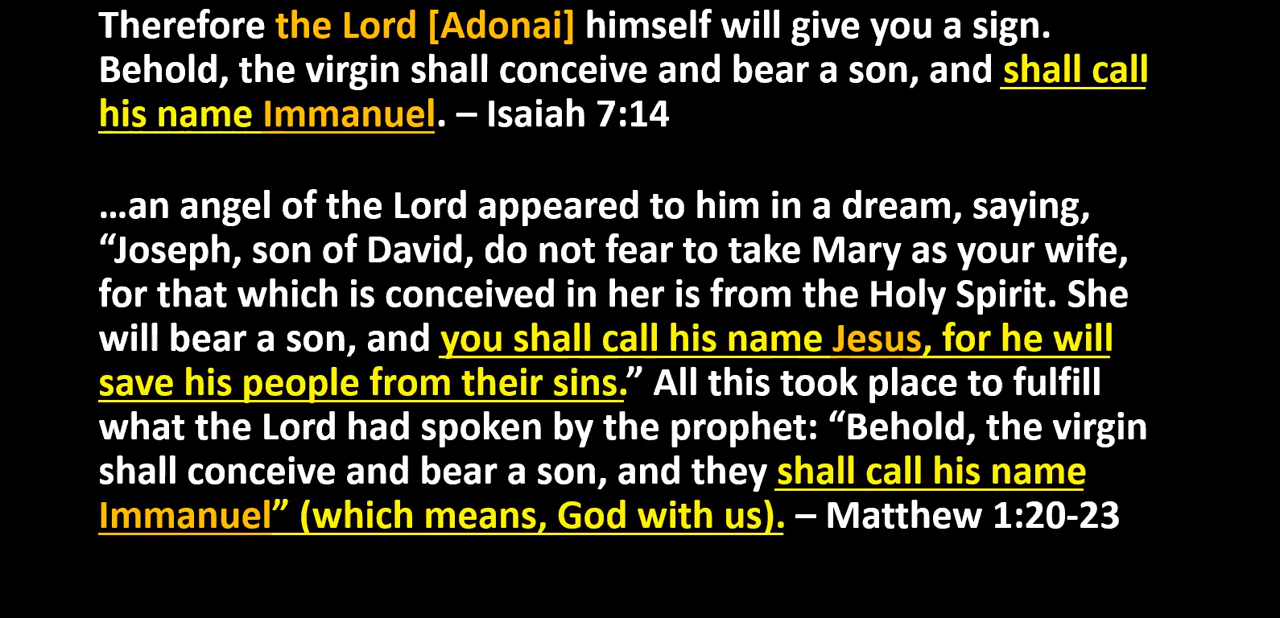 Therefore the Lord [Adonai] himself will give you a sign.
Behold, the virgin shall conceive and bear a son, and shall call
his name Immanuel. – Isaiah 7:14
…an angel of the Lord appeared to him in a dream, saying,
“Joseph, son of David, do not fear to take Mary as your wife,
for that which is conceived in her is from the Holy Spirit. She
will bear a son, and you shall call his name Jesus, for he will
save his people from their sins.” All this took place to fulfill
what the Lord had spoken by the prophet: “Behold, the virgin
shall conceive and bear a son, and they shall call his name
Immanuel” (which means, God with us). – Matthew 1:20-23